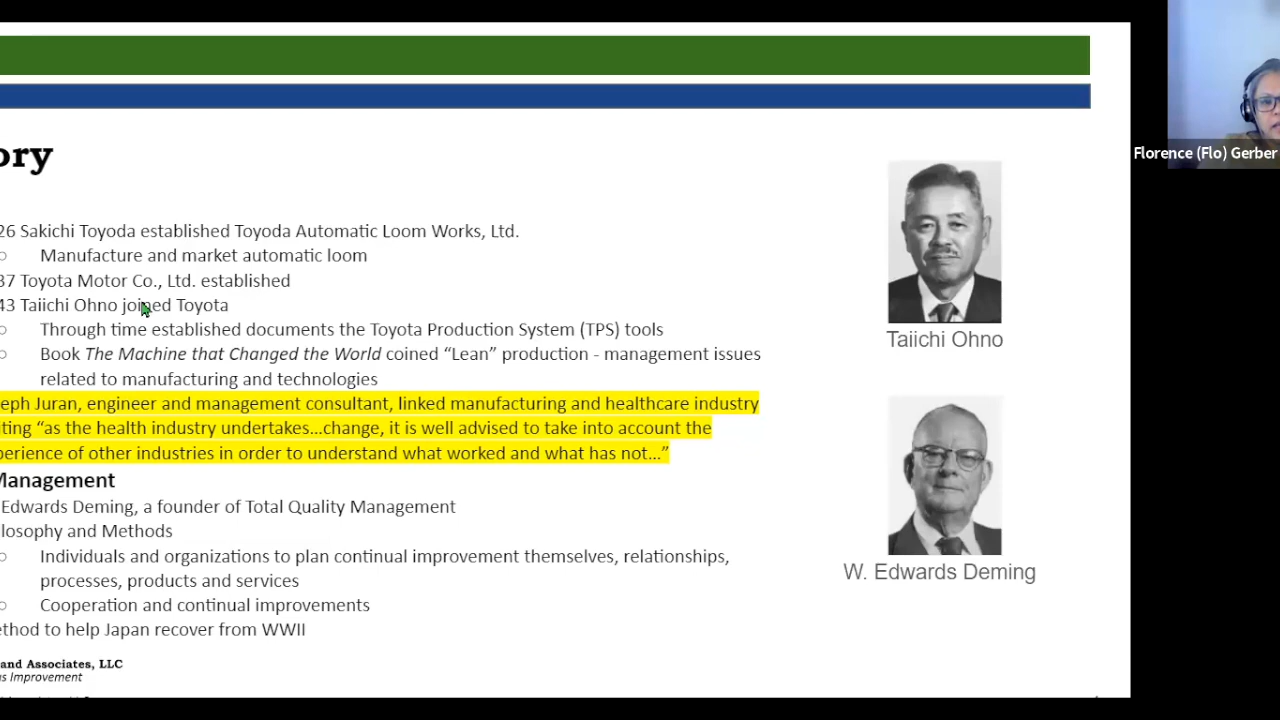 ory
26 Sakichi Toyoda established Toyoda Automatic Loom Works, Ltd.
Manufacture and market automatic loom
37 Toyota Motor Co., Ltd. established
43 Taiichi Ohno joined Toyota
Through time established documents the Toyota Production System (TPS) tools
Book The Machine that Changed the World coined “Lean” production - management issues
related to manufacturing and technologies
eph Juran, engineer and management consultant, linked manufacturing and healthcare industry
iting “as the health industry undertakes...change, it is well advised to take into account the
perience of other industries in order to understand what worked and what has not...”
Management
Edwards Deming, a founder of Total Quality Management
losophy and Methods
Individuals and organizations to plan continual improvement themselves, relationships,
processes, products and services
Cooperation and continual improvements
ethod to help Japan recover from WWII
and Associates, LLC
s Improvement
Taiichi Ohno
W. Edwards Deming
Florence (Flo) Gerber